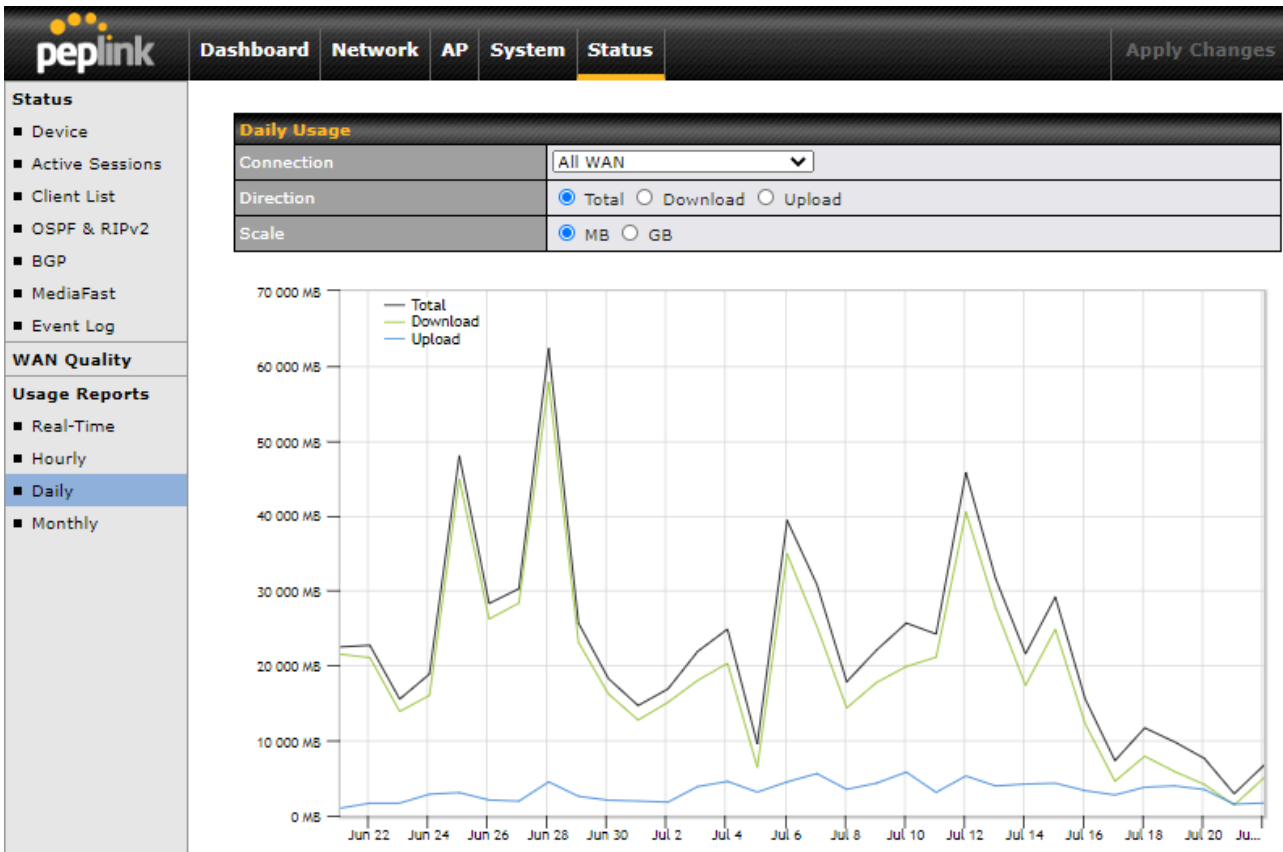 peplink
Dashboard Network AP System Status Apply Changes
Status
Device
Active Sessions
Client List
OSPF & RIPv2
BGP
MediaFast
Event Log
WAN Quality
Usage Reports
Real-Time
Hourly
Daily
Monthly
Daily Usage
Connection All WAN
Direction Total Download Upload
Scale MB GB
Total
Download
Upload
70 000 MB
60 000 MB
50 000 MB
40 000 MB
30 000 MB
20 000 MB
10 000 MB
0 MB
Jun 22 Jun 24 Jun 26 Jun 28 Jun 30 Jul 2 Jul 4 Jul 6 Jul 8 Jul 10 Jul 12 Jul 14 Jul 16 Jul 18 Jul 20 Ju...